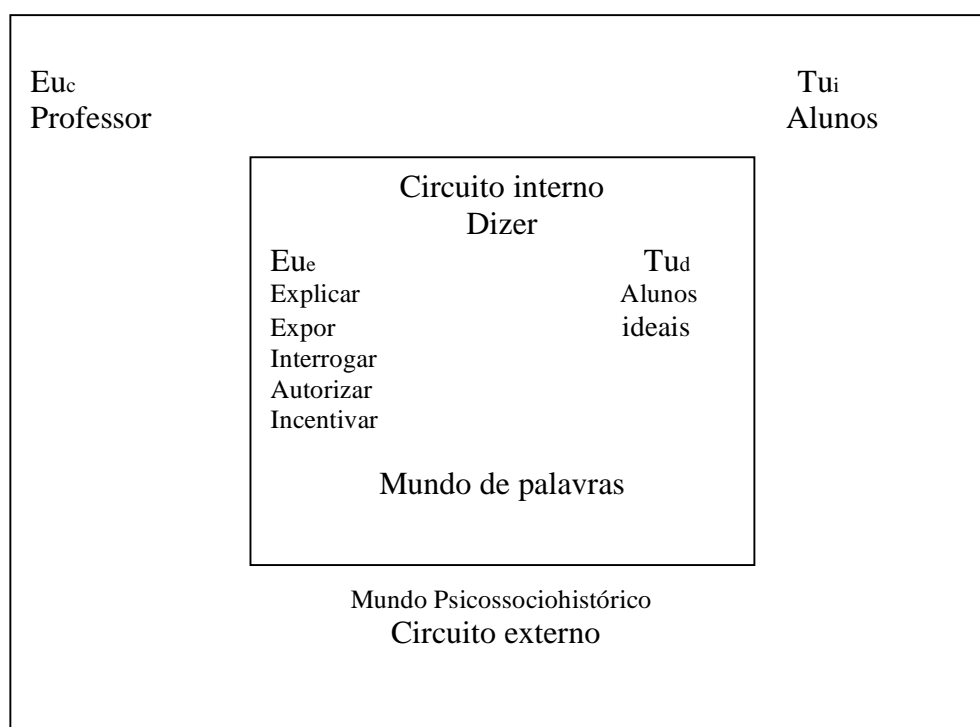 Euc Tui
Professor Alunos
Circuito interno
Dizer
Eue Tud
Explicar Alunos
Expor ideais
Interrogar
Autorizar
Incentivar
Mundo de palavras
Mundo Psicossociohistórico
Circuito externo